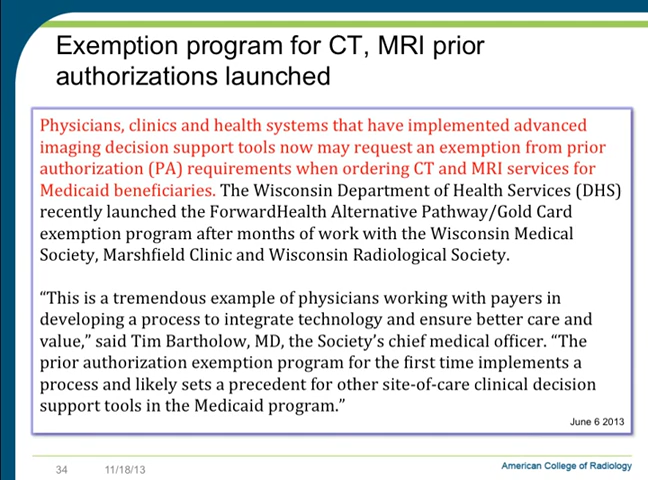 Exemption program for CT, MRI prior
authorizations launched
Physicians, clinics and health systems that have implemented advanced
imaging decision support tools now may request an exemption from prior
authorization (PA) requirements when ordering CT and MRI services for
Medicaid beneficiaries. The Wisconsin Department of Health Services (DHS)
recently launched the ForwardHealth Alternative Pathway/Gold Card
exemption program after months of work with the Wisconsin Medical
Society, Marshfield Clinic and Wisconsin Radiological Society.
“This is a tremendous example of physicians working with payers in
developing a process to integrate technology and ensure better care and
value,” said Tim Bartholow, MD, the Society’s chief medical officer. “The
prior authorization exemption program for the first time implements a
process and likely sets a precedent for other site-of-care clinical decision
support tools in the Medicaid program.”
June 6 2013
34 11/18/13 American College of Radiology